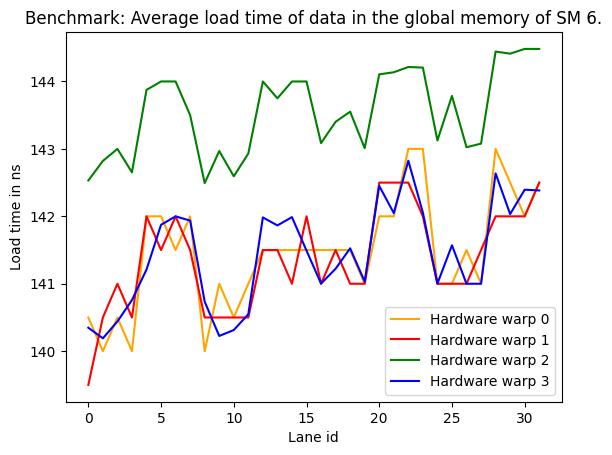 Benchmark: Average load time of data in the global memory of SM 6.
Load time in ns
144
143
142
141
140
0 5 10 15 20 25 30
Lane id
Hardware warp 0
Hardware warp 1
Hardware warp 2
Hardware warp 3